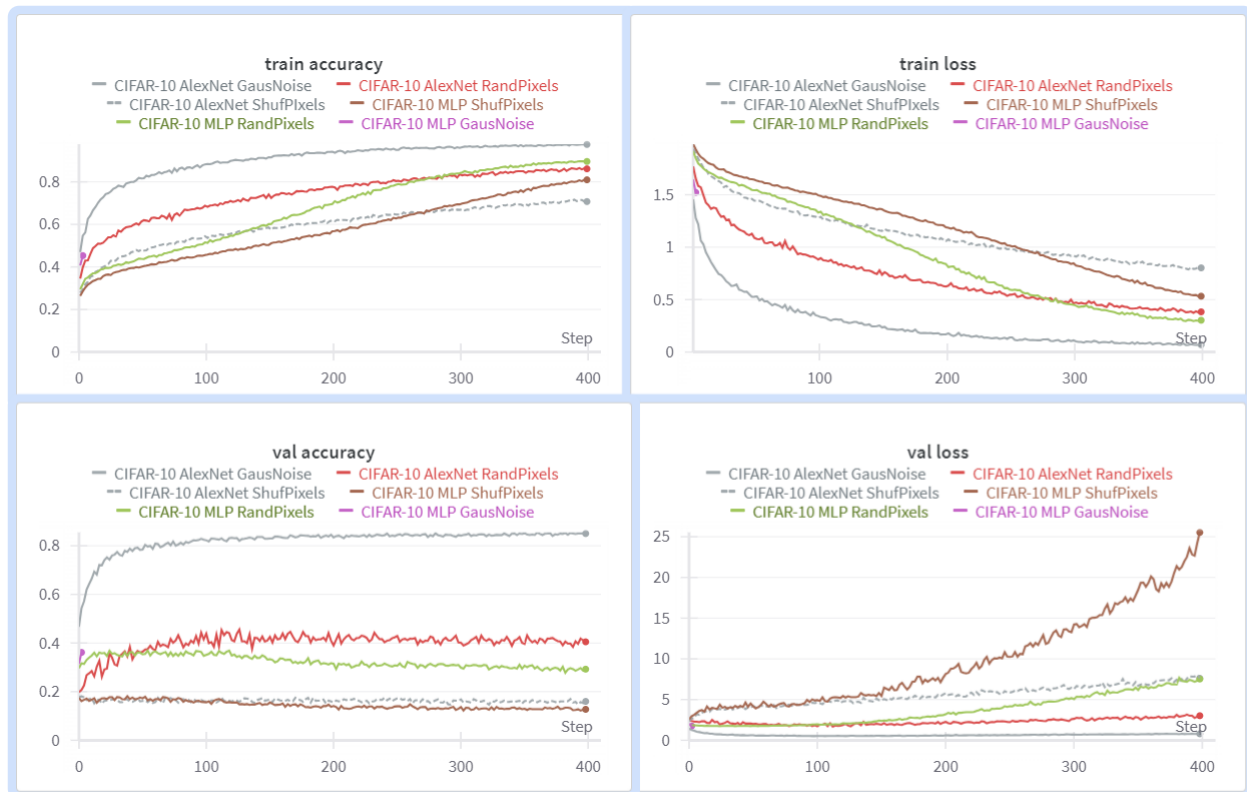 train accuracy
CIFAR-10 AlexNet GausNoise CIFAR-10 AlexNet RandPixels
CIFAR-10 AlexNet ShufPIxels CIFAR-10 MLP ShufPixels
CIFAR-10 MLP RandPixels CIFAR-10 MLP GausNoise
0.8
0.6
0.4
0.2
0
Step
0 100 200 300 400
train loss
CIFAR-10 AlexNet GausNoise CIFAR-10 AlexNet RandPixels
CIFAR-10 AlexNet ShufPIxels CIFAR-10 MLP ShufPixels
CIFAR-10 MLP RandPixels CIFAR-10 MLP GausNoise
1.5
1
0.5
0
Step
100 200 300 400
val accuracy
CIFAR-10 AlexNet GausNoise CIFAR-10 AlexNet RandPixels
CIFAR-10 AlexNet ShufPIxels CIFAR-10 MLP ShufPixels
CIFAR-10 MLP RandPixels CIFAR-10 MLP GausNoise
0.8
0.6
0.4
0.2
0
Step
0 100 200 300 400
val loss
CIFAR-10 AlexNet GausNoise CIFAR-10 AlexNet RandPixels
CIFAR-10 AlexNet ShufPIxels CIFAR-10 MLP ShufPixels
CIFAR-10 MLP RandPixels CIFAR-10 MLP GausNoise
25
20
15
10
5
0
Step
0 100 200 300 400